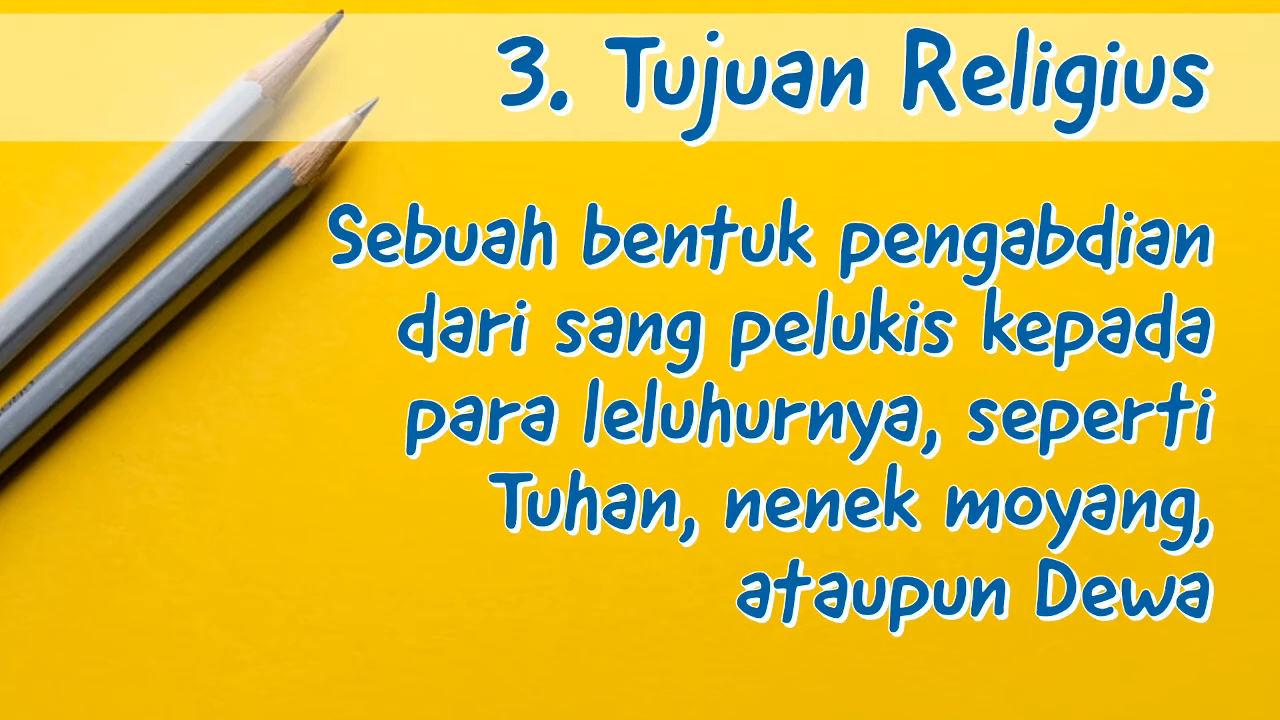 3. Tujuan Religius
Sebuah bentuk pengabdian
dari sang pelukis kepada
para leluhurnya, seperti
Tuhan, nenek moyang,
ataupun Dewa